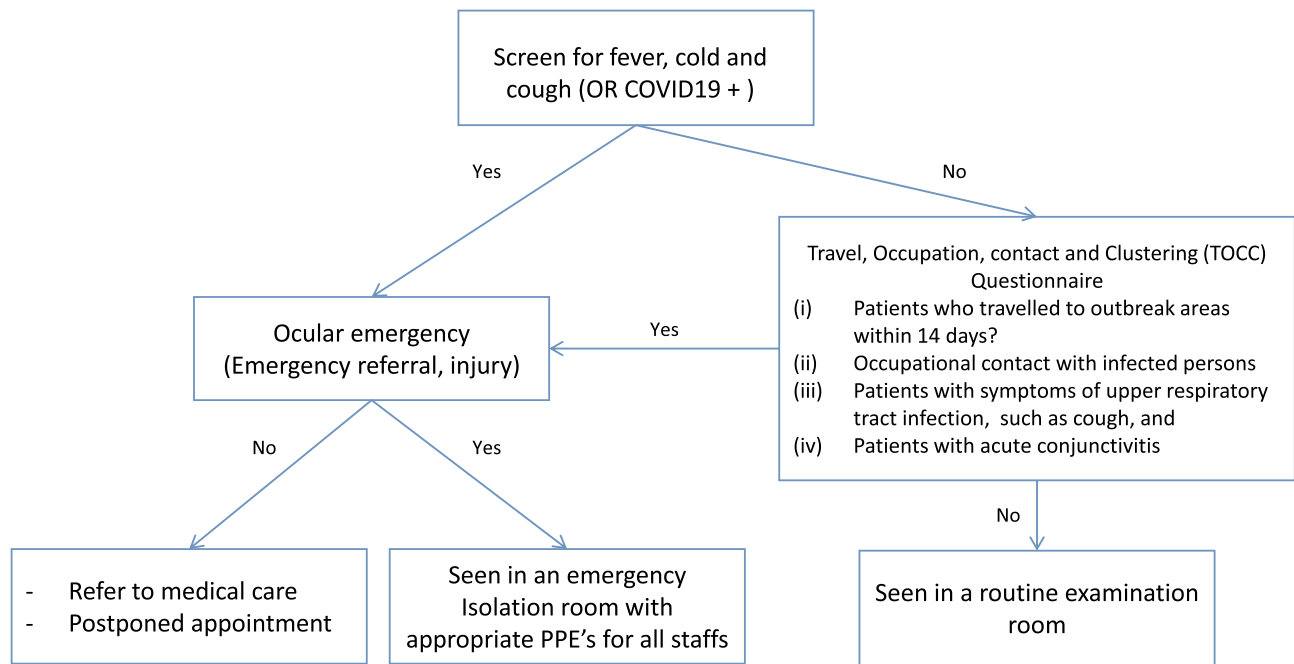 Screen for fever, cold and
cough (OR COVID19 + )
Yes
No
Travel, Occupation, contact and Clustering (TOCC)
Questionnaire
(i) Patients who travelled to outbreak areas
within 14 days?
(ii) Occupational contact with infected persons
(iii) Patients with symptoms of upper respiratory
tract infection, such as cough, and
(iv) Patients with acute conjunctivitis
Yes
Ocular emergency
(Emergency referral, injury)
No
Yes
No
- Refer to medical care
- Postponed appointment
Seen in an emergency
Isolation room with
appropriate PPE's for all staffs
Seen in a routine examination
room